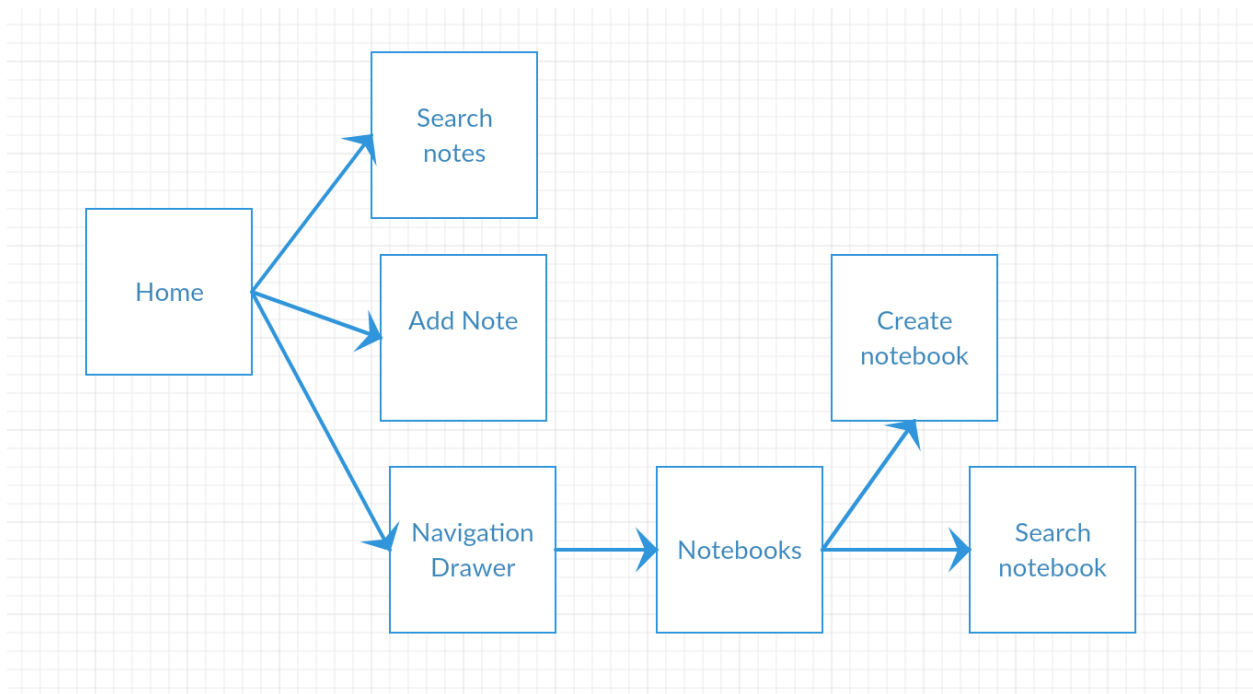 Search
notes
Home
Add Note
Create
notebook
Navigation
Drawer
Notebooks
Search
notebook